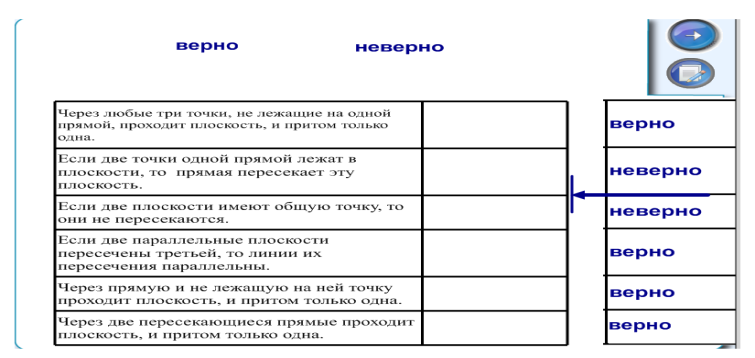 верно неверно
Через любые три точки, не лежащие на одной
прямой, проходит плоскость, и притом только
одна.
верно
Если две точки одной прямой лежат в
плоскости, то прямая пересекает эту
плоскость.
неверно
Если две плоскости имеют общую точку, то
они не пересекаются.
неверно
Если две параллельные плоскости
пересечены третьей, то линии их
пересечения параллельны.
верно
Через прямую и не лежащую на ней точку
проходит плоскость, и притом только одна.
верно
Через две пересекающиеся прямые проходит
плоскость, и притом только одна.
верно